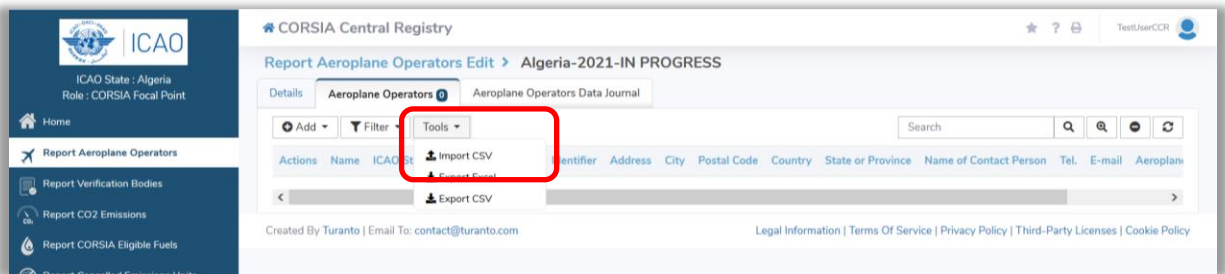 ICAO
ICAO State : Algeria
Role : CORSIA Focal Point
Home
Report Aeroplane Operators
Report Verification Bodies
Report CO2 Emissions
Report CORSIA Eligible Fuels
CORSIA Central Registry
? TestUserCCR
Report Aeroplane Operators Edit > Algeria-2021-IN PROGRESS
Details Aeroplane Operators 0 Aeroplane Operators Data Journal
Add Filter Tools Search
Import CSV
Export Excel
Export CSV
Actions Name ICAO St Identifier Address City Postal Code Country State or Province Name of Contact Person Tel. E-mail Aeroplan
Created By Turanto | Email To: contact@turanto.com Legal Information | Terms Of Service | Privacy Policy | Third-Party Licenses | Cookie Policy